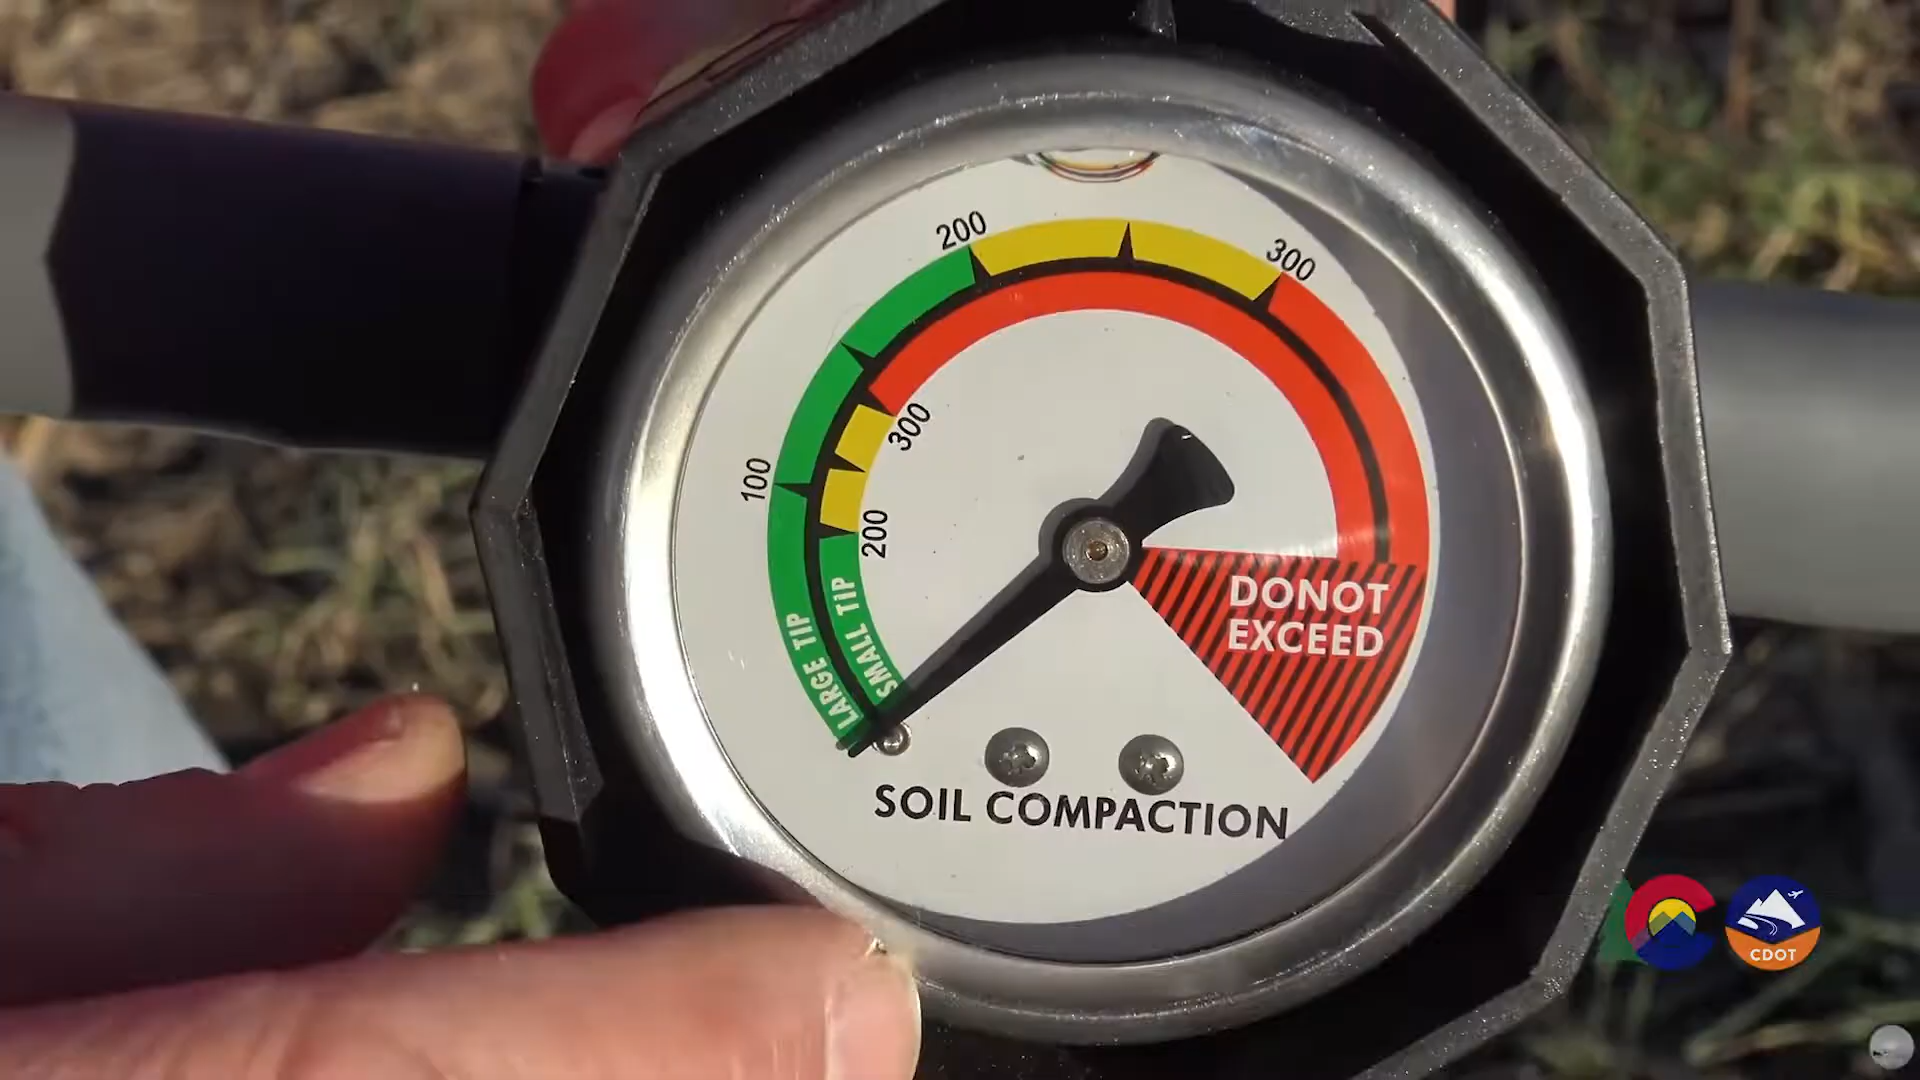 200
300
100
300
200
LARGE TIP
SMALL TIP
DONOT
EXCEED
SOIL COMPACTION
CDOT